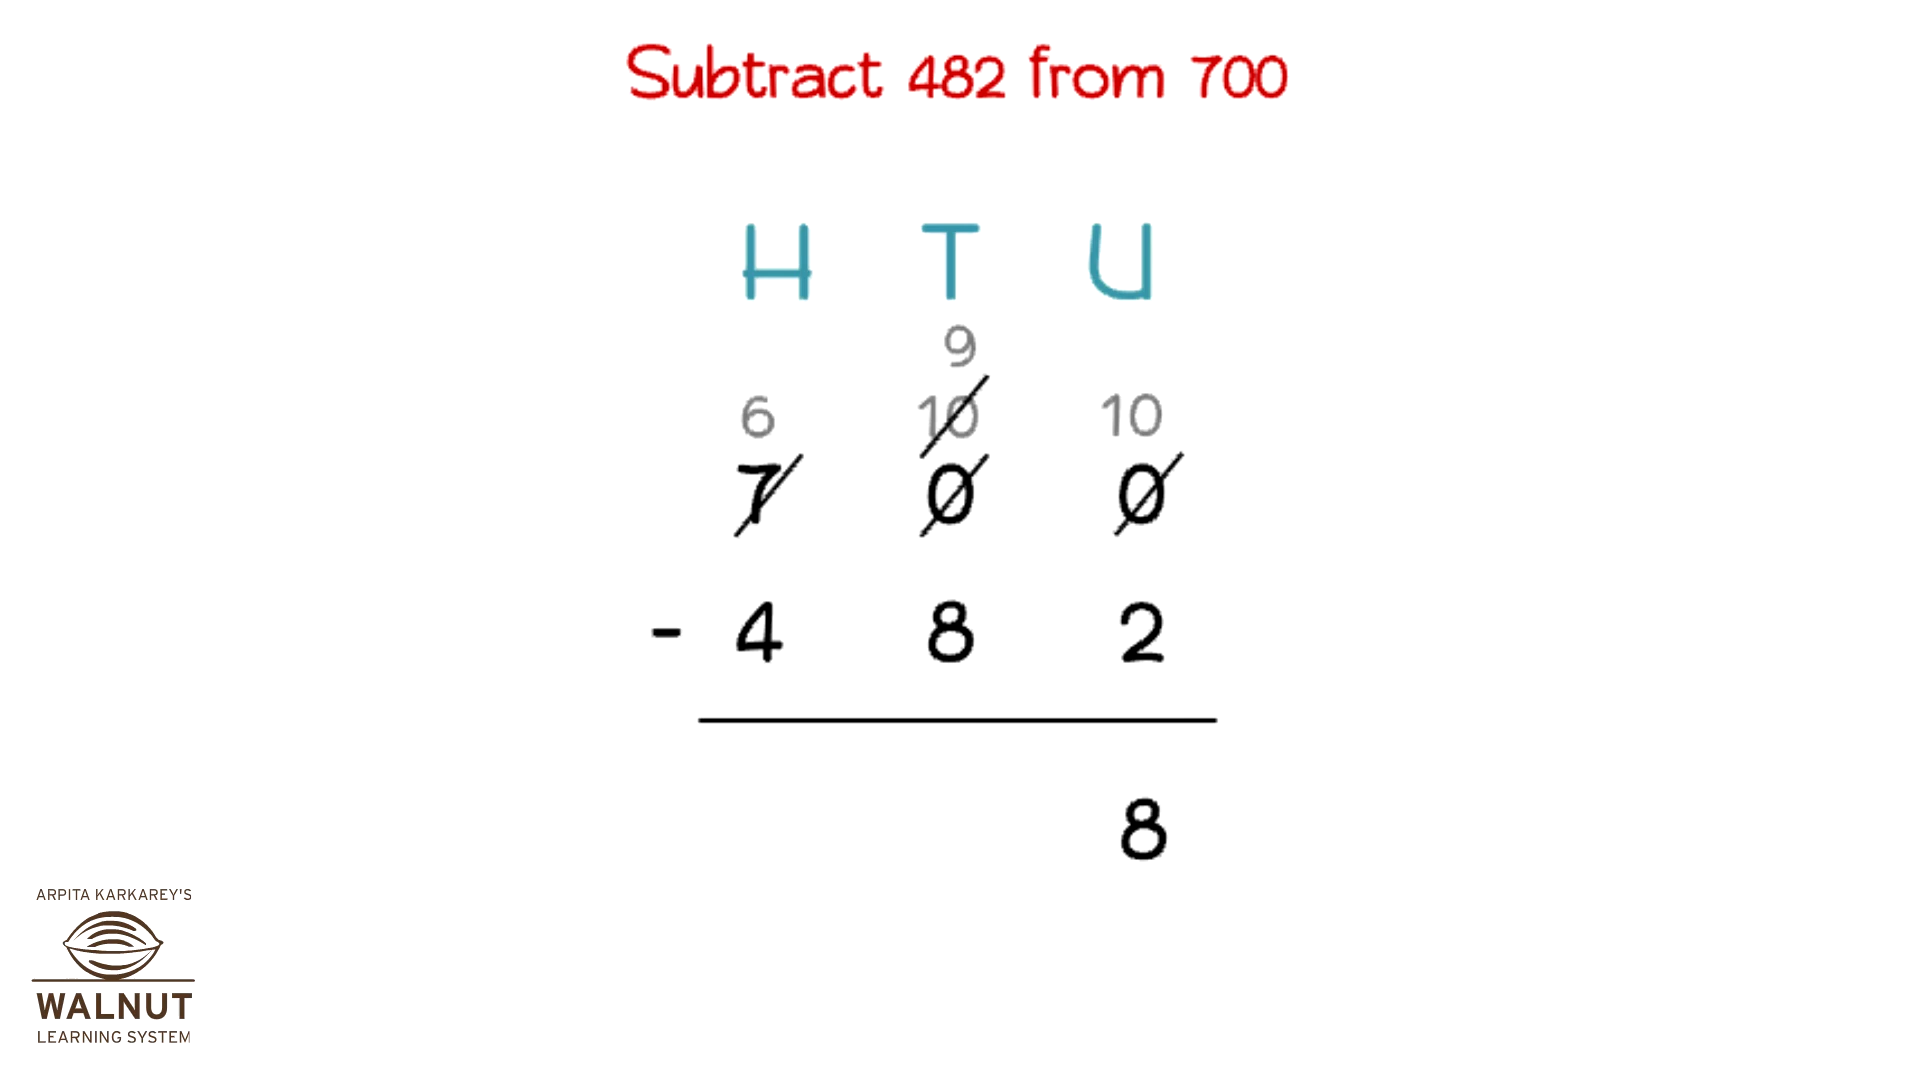 Subtract 482 from 700
H T U
9
6 10 10
7 0 0
- 4 8 2
8
ARPITA KARKAREY'S
WALNUT
LEARNING SYSTEM